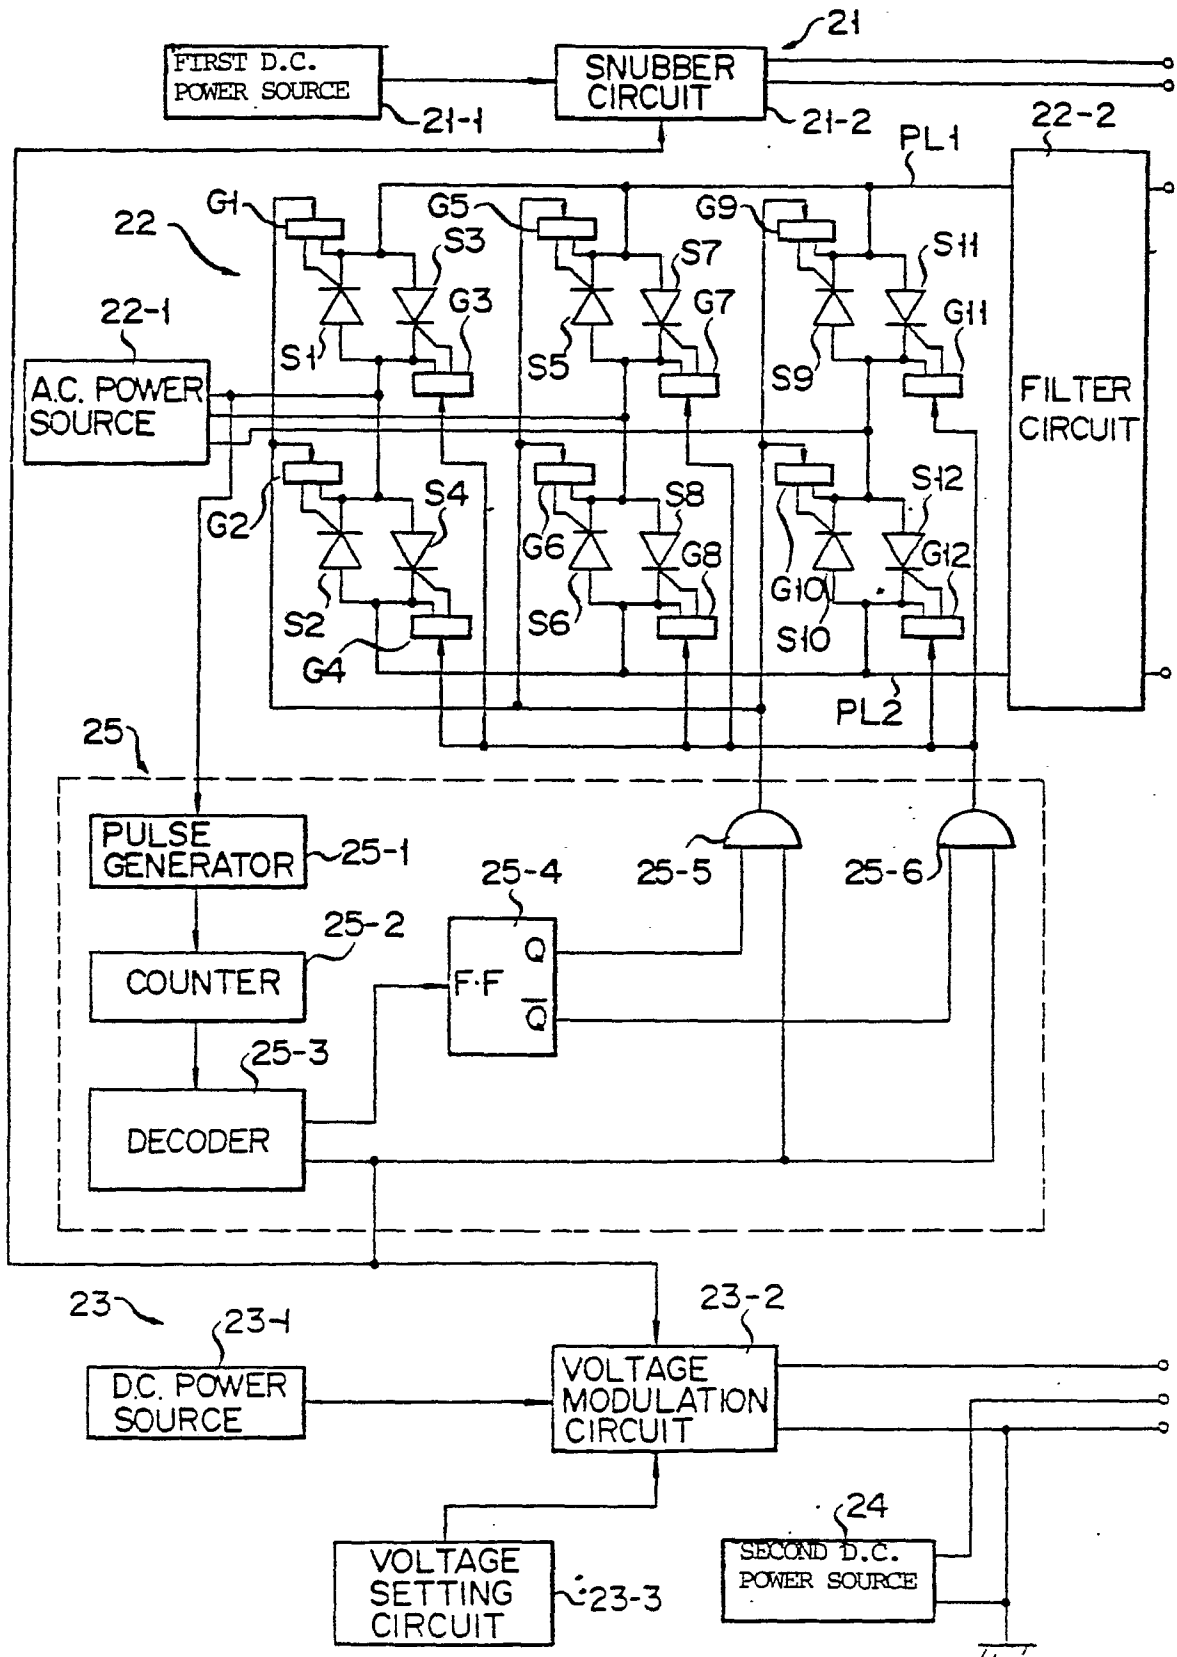 21
FIRST D.C.
POWER SOURCE
SNUBBER
CIRCUIT
21-1
21-2
22-2
PL1
G1
G5
G9
22
S3
S7
S11
22-1
G3
G7
G11
S1
S5
S9
A.C. POWER
SOURCE
FILTER
CIRCUIT
S4
S8
S12
G2
G6
G8
G10
G12
S2
S6
S10
G4
PL2
25
PULSE
GENERATOR
25-1
25-5
25-6
25-4
25-2
COUNTER
Q
F·F
Q̅
25-3
DECODER
23
23-1
23-2
D.C. POWER
SOURCE
VOLTAGE
MODULATION
CIRCUIT
24
VOLTAGE
SETTING
CIRCUIT
23-3
SECOND D.C.
POWER SOURCE